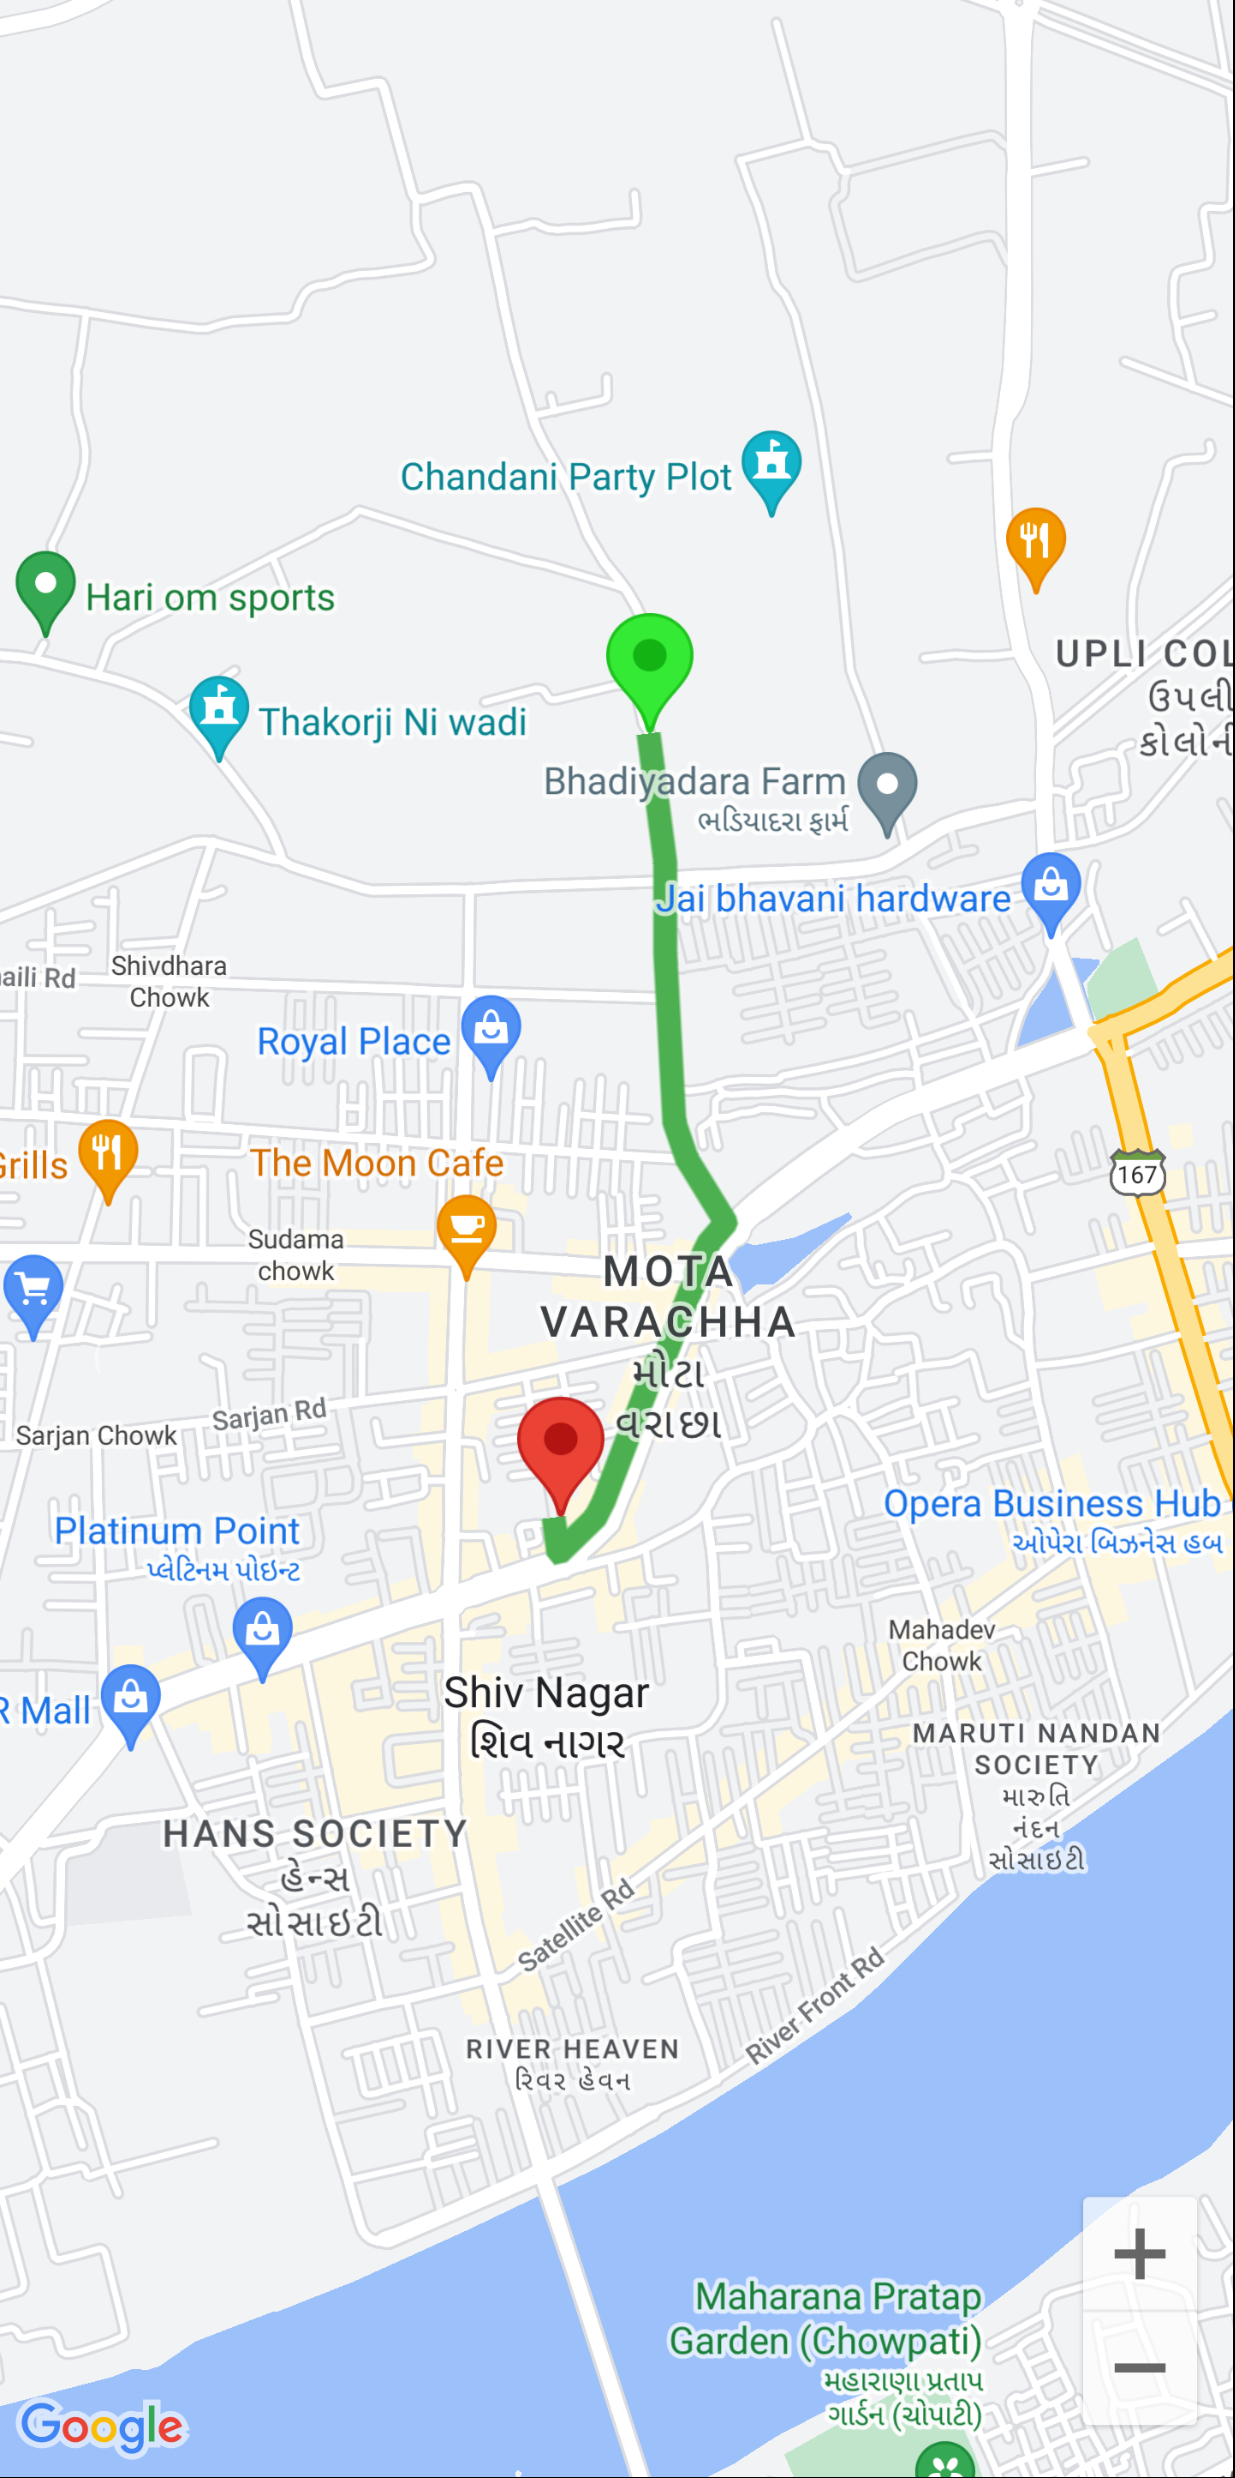 Chandani Party Plot
Hari om sports
UPLI COL
ઉપલી
કોલોની
Thakorji Ni wadi
Bhadiyadara Farm
ભડિયાદરા ફાર્મ
Jai bhavani hardware
aili Rd
Shivdhara
Chowk
Royal Place
Grills
The Moon Cafe
167
Sudama
chowk
MOTA
VARACHHA
મોટા
વરાછા
Sarjan Rd
Sarjan Chowk
Opera Business Hub
ઓપેરા બિઝનેસ હબ
Platinum Point
પ્લેટિનમ પોઇન્ટ
Mahadev
Chowk
R Mall
Shiv Nagar
શિવ નાગર
MARUTI NANDAN
SOCIETY
મારુતિ
નંદન
સોસાઇટી
HANS SOCIETY
હેન્સ
સોસાઇટી
Satellite Rd
River Front Rd
RIVER HEAVEN
રિવર હેવન
Maharana Pratap
Garden (Chowpati)
મહારાણા પ્રતાપ
ગાર્ડન (ચોપાટી)
Google